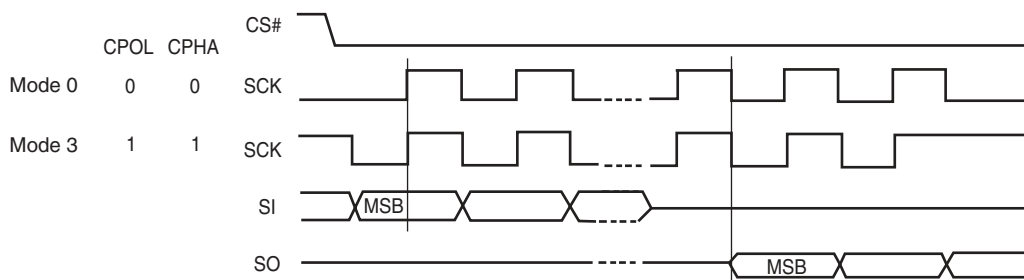 CS#
CPOL CPHA
Mode 0 0 0 SCK
Mode 3 1 1 SCK
SI MSB
SO MSB